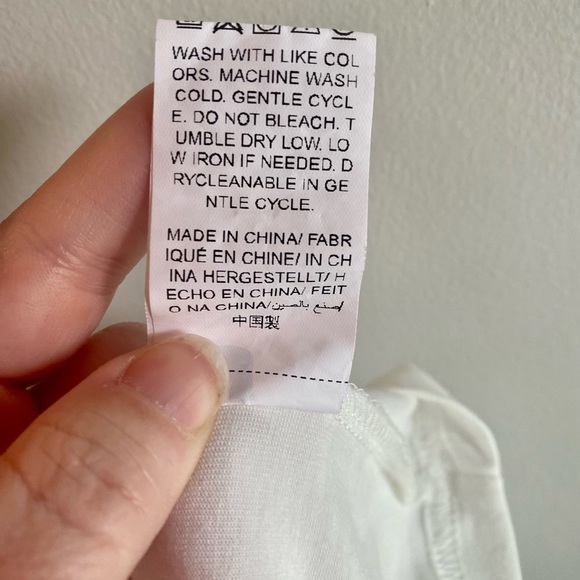 WASH WITH LIKE COL
ORS. MACHINE WASH
COLD. GENTLE CYCL
E. DO NOT BLEACH. T
UMBLE DRY LOW. LO
W IRON IF NEEDED. D
RYCLEANABLE IN GE
NTLE CYCLE.
MADE IN CHINA/ FABR
IQUÉ EN CHINE/ IN CH
INA HERGESTELLT/ H
ECHO EN CHINA/ FEIT
O NA CHINA/صنع بالصين/
中国製